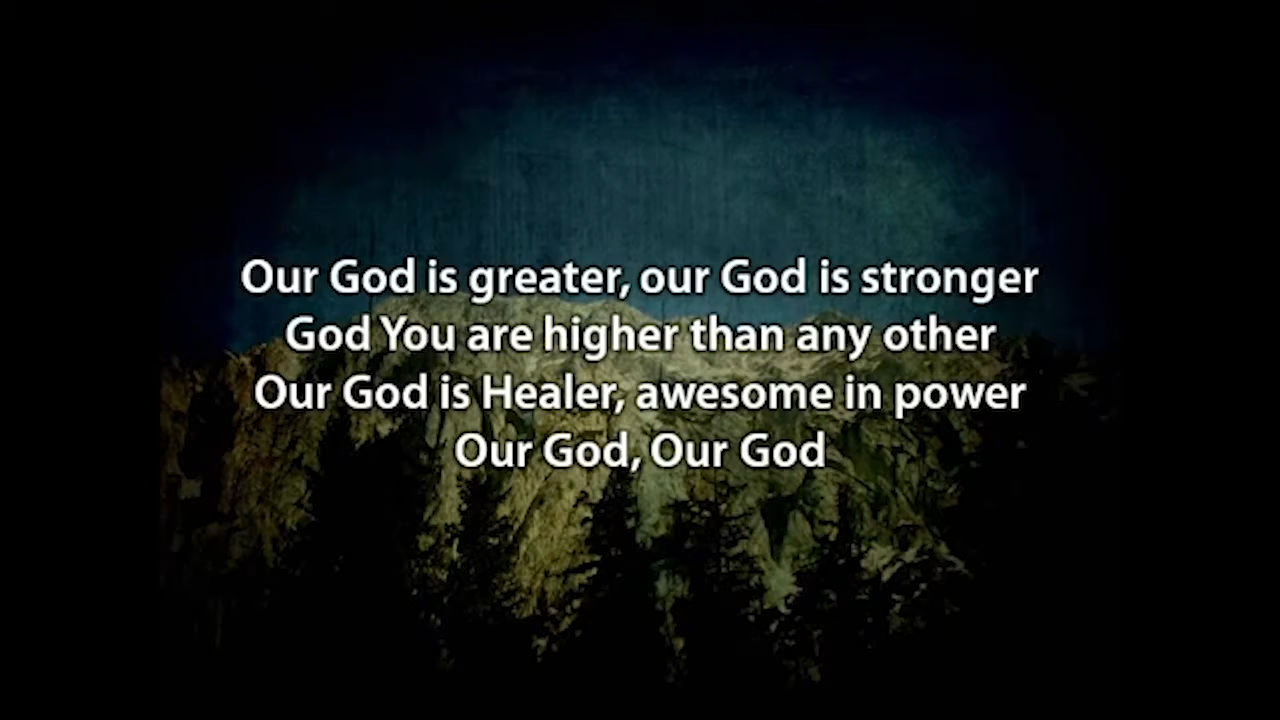 Our God is greater, our God is stronger
God You are higher than any other
Our God is Healer, awesome in power
Our God, Our God